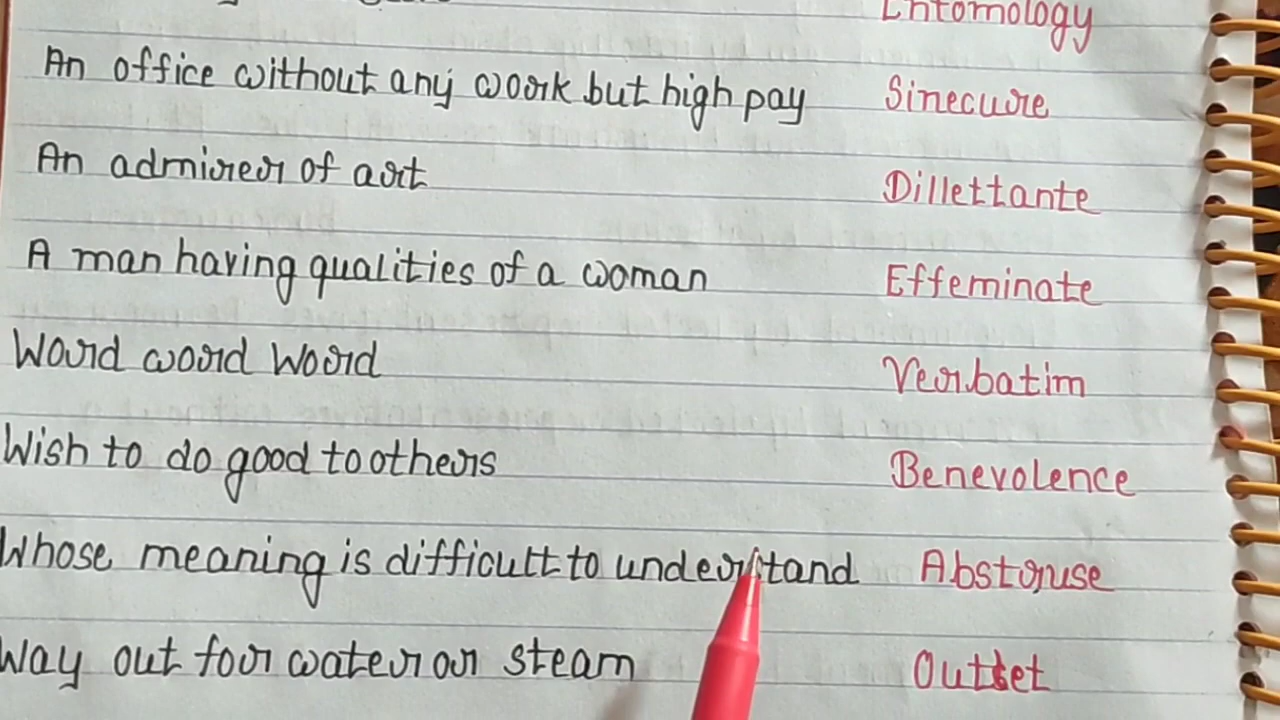 Entomology
An office without any work but high pay Sinecure
An admirer of art Dillettante
A man having qualities of a woman Effeminate
Word word Word Verbatim
Wish to do good to others Benevolence
Whose meaning is difficult to understand Abstruse
Way out for water or steam